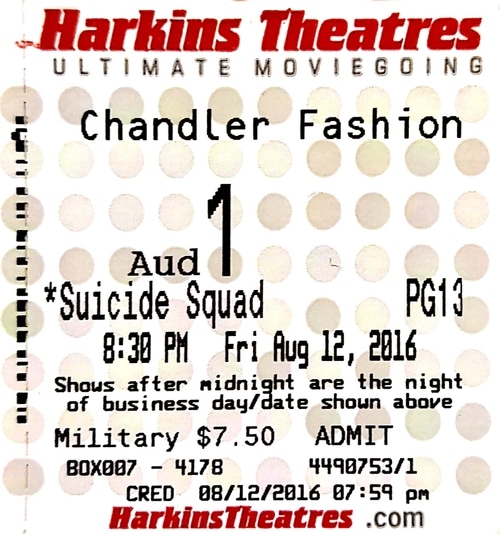 Harkins Theatres
ULTIMATE MOVIEGOING
Chandler Fashion
Aud 1
*Suicide Squad PG13
8:30 PM Fri Aug 12, 2016
Shows after midnight are the night
of business day/date shown above
Military $7.50 ADMIT
BOX007 - 4178 4490753/1
CRED 08/12/2016 07:59 pm
HarkinsTheatres .com